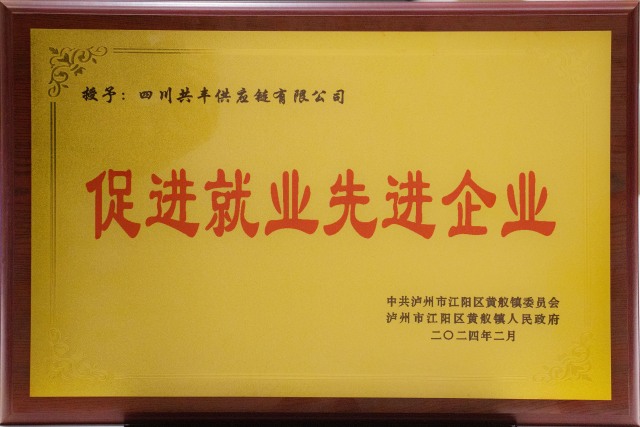 授予：四川共丰供应链有限公司
促进就业先进企业
中共泸州市江阳区黄舣镇委员会
泸州市江阳区黄舣镇人民政府
二〇二四年二月